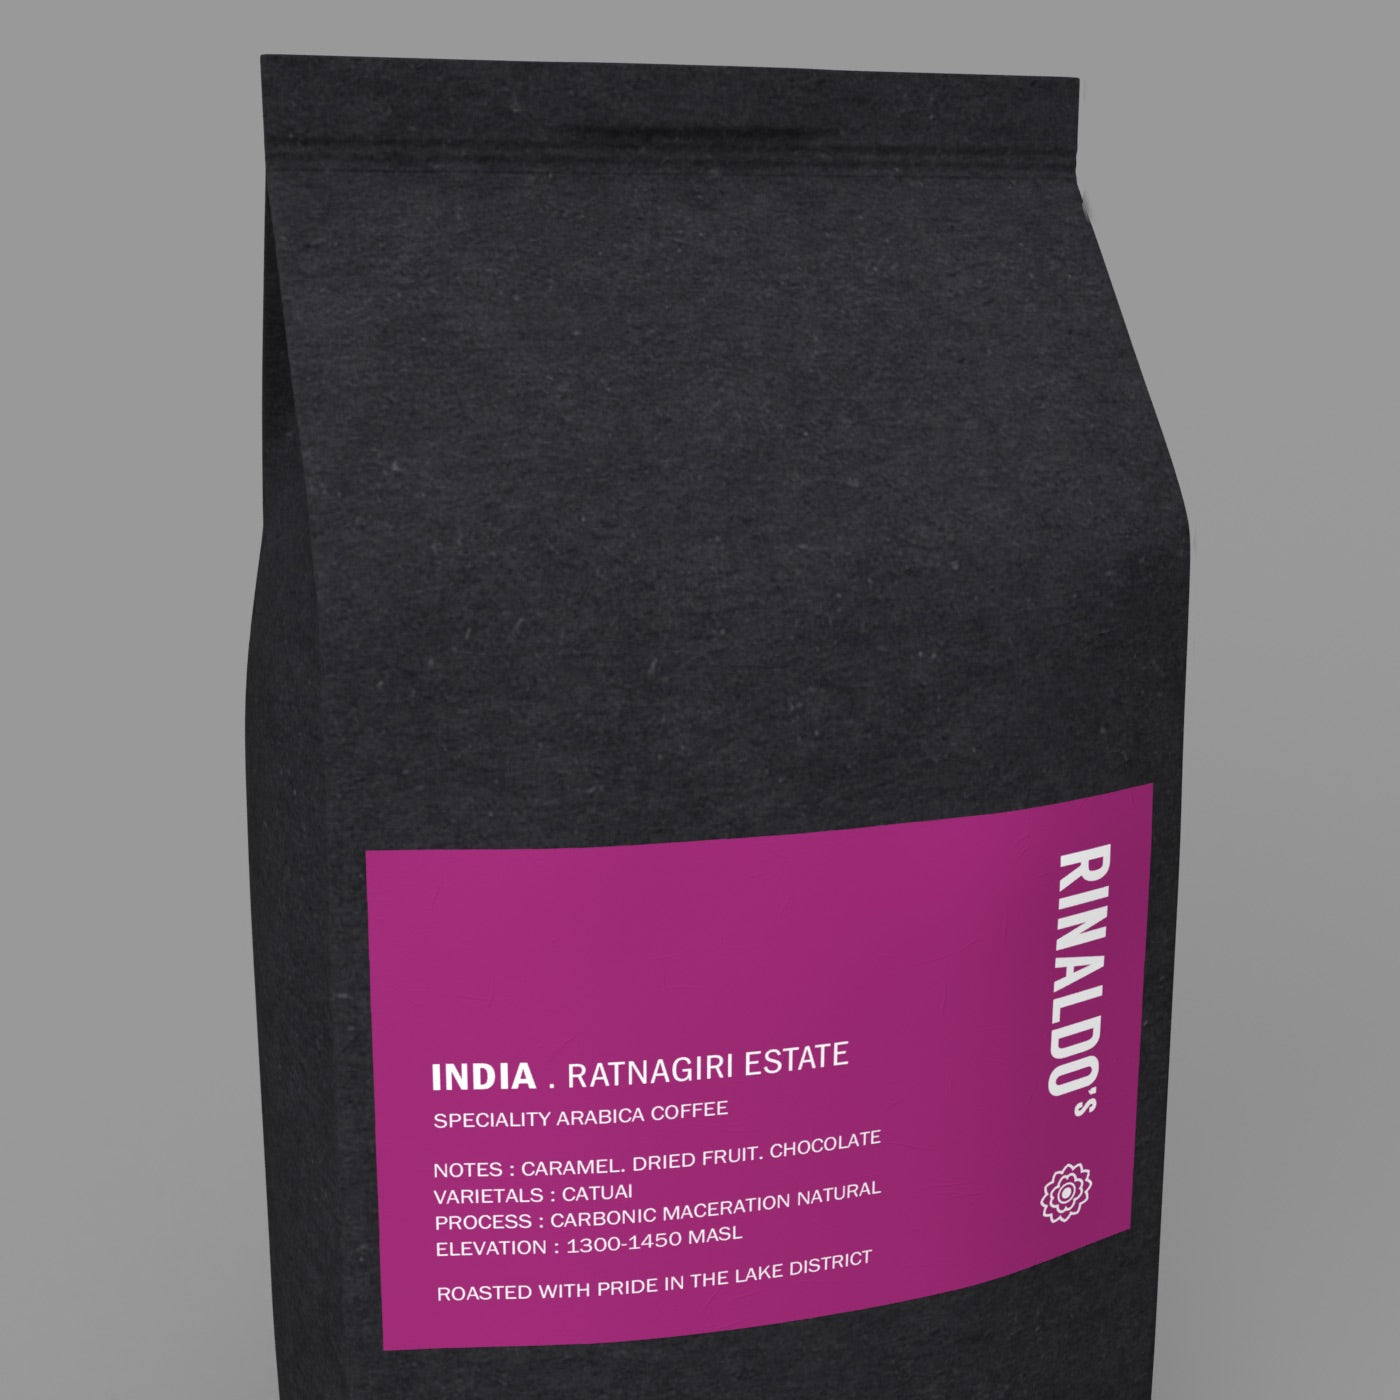 INDIA . RATNAGIRI ESTATE
SPECIALITY ARABICA COFFEE
NOTES : CARAMEL. DRIED FRUIT. CHOCOLATE
VARIETALS : CATUAI
PROCESS : CARBONIC MACERATION NATURAL
ELEVATION : 1300-1450 MASL
ROASTED WITH PRIDE IN THE LAKE DISTRICT
RINALDO'S